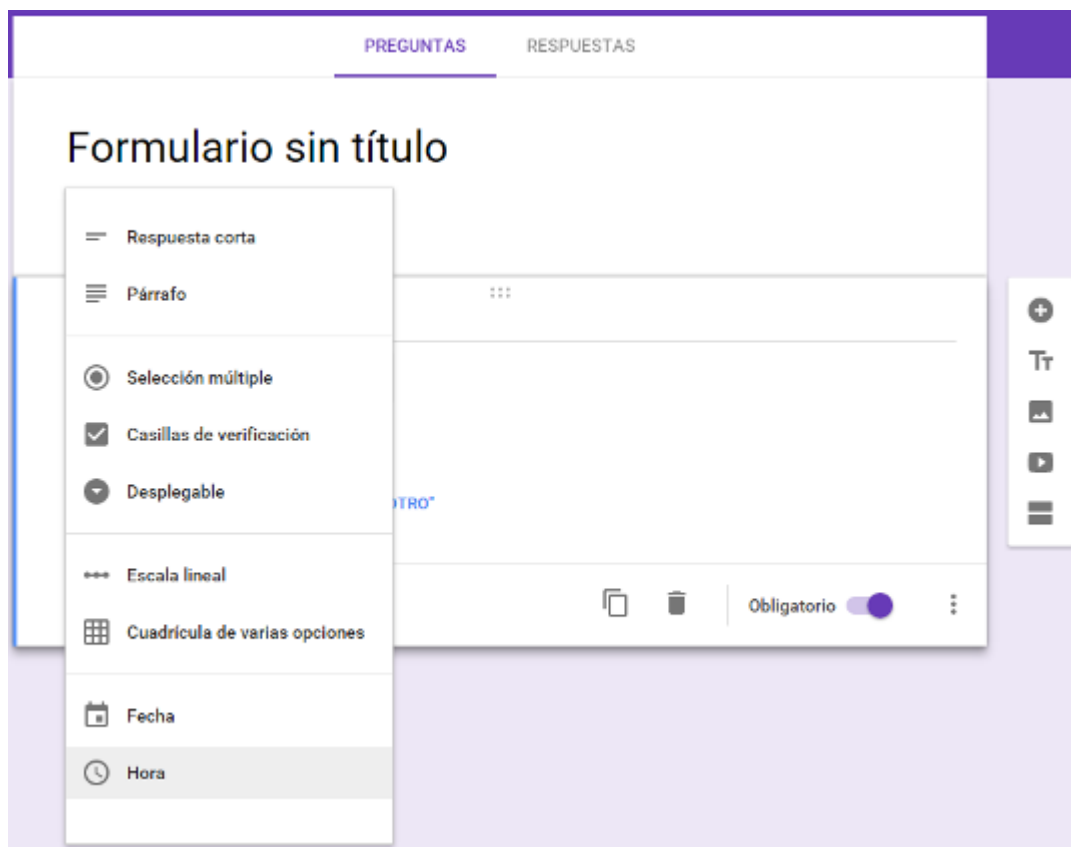 PREGUNTAS RESPUESTAS
Formulario sin título
Respuesta corta
Párrafo
Selección múltiple
Casillas de verificación
Desplegable
OTRO"
Escala lineal
Cuadrícula de varias opciones
Obligatorio
Fecha
Hora